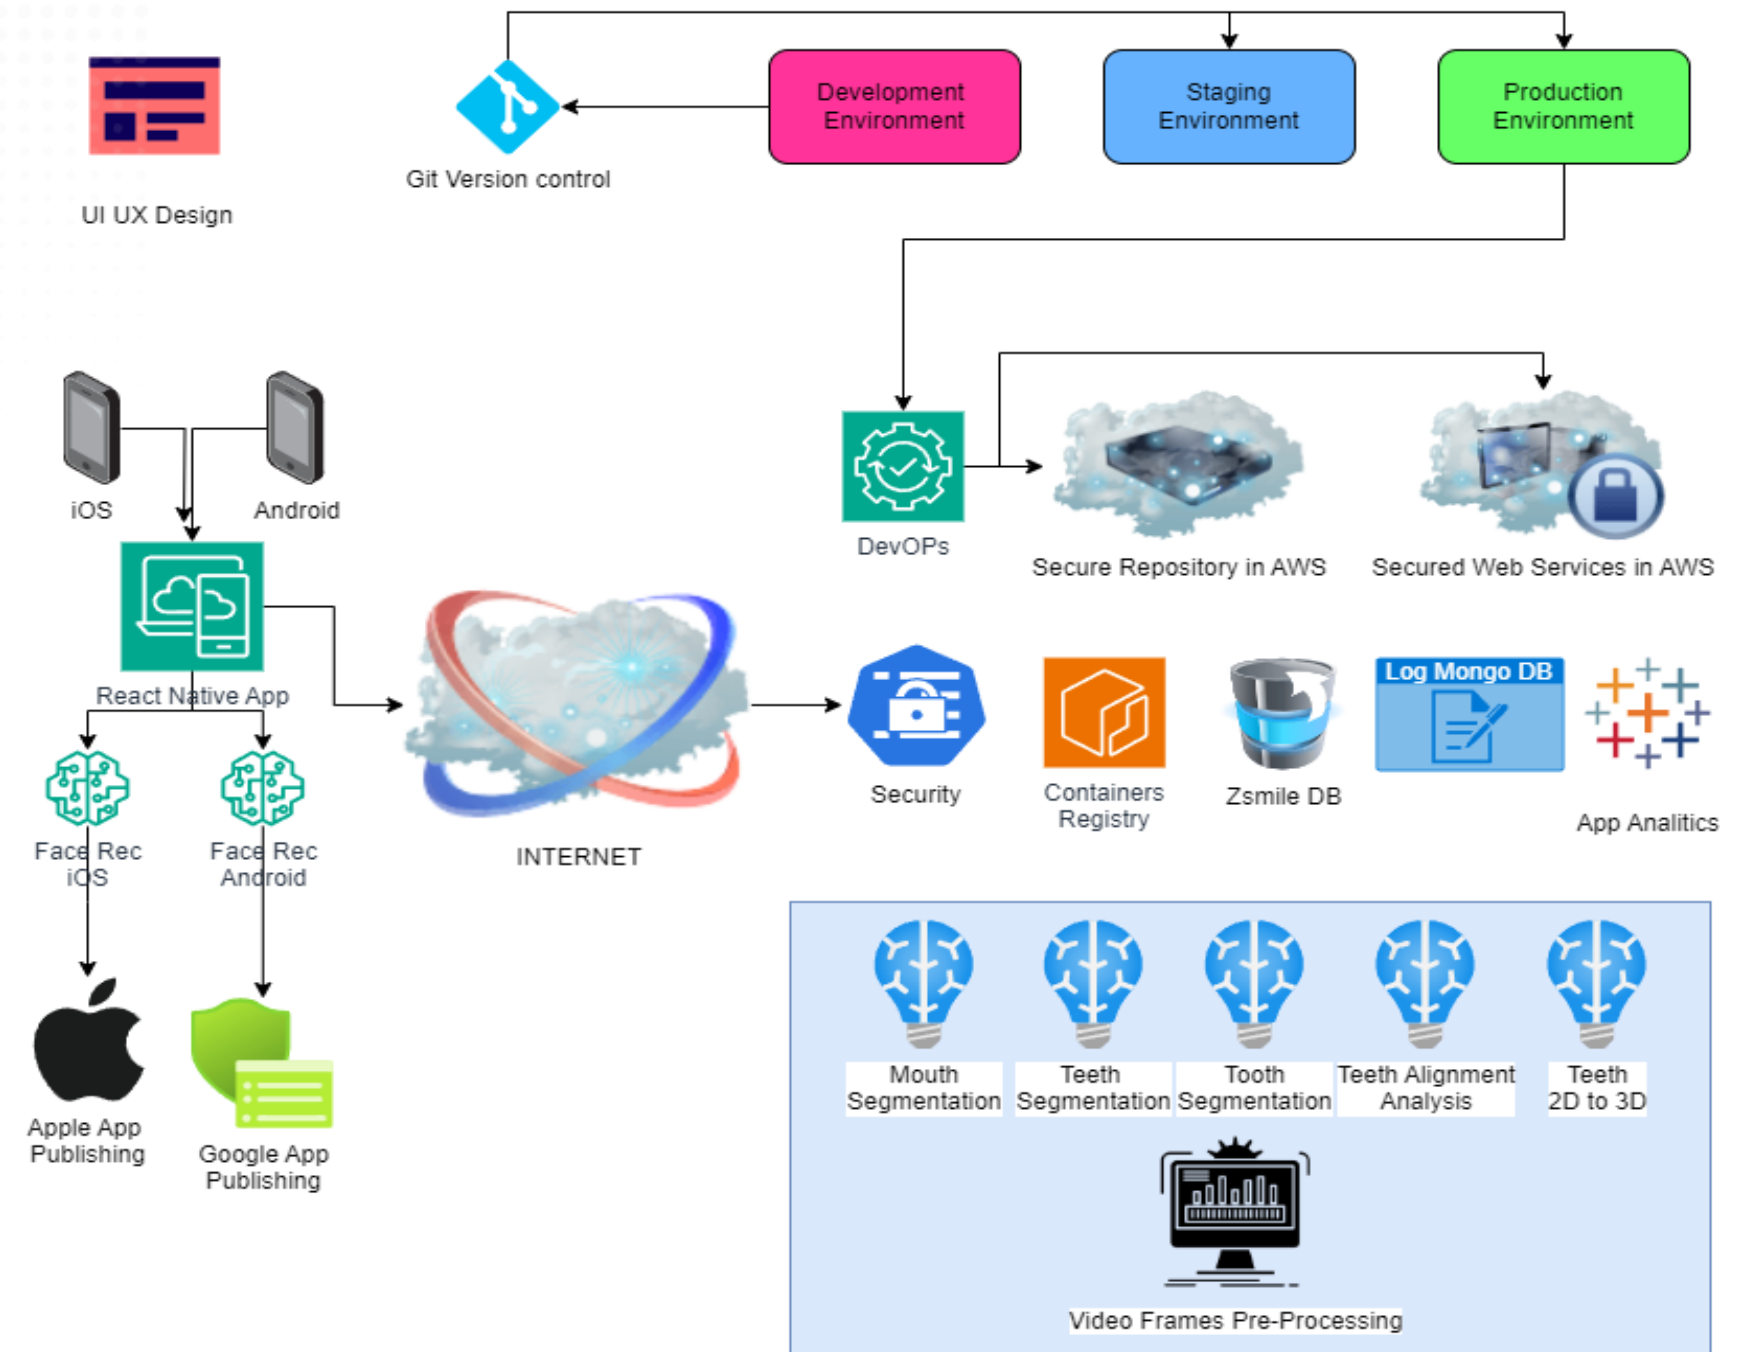 Development
Environment
Staging
Environment
Production
Environment
Git Version control
UI UX Design
iOS
Android
DevOPs
Secure Repository in AWS
Secured Web Services in AWS
React Native App
Log Mongo DB
Security
Containers
Registry
Zsmile DB
App Analitics
Face Rec
iOS
Face Rec
Android
INTERNET
Mouth
Segmentation
Teeth
Segmentation
Tooth
Segmentation
Teeth Alignment
Analysis
Teeth
2D to 3D
Apple App
Publishing
Google App
Publishing
Video Frames Pre-Processing